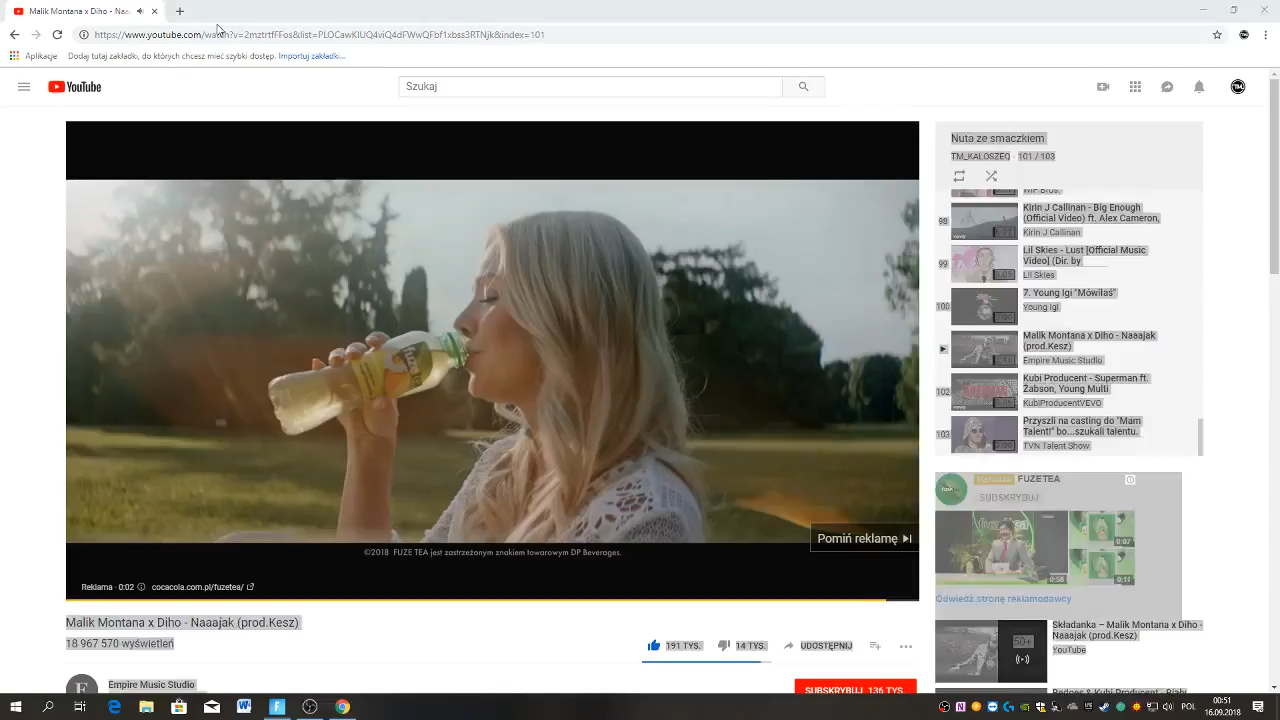 Malik Montana x Diho - Naa
https://www.youtube.com/watch?v=2mztrtfFFos&list=PLOCawKIUQ4viQ4dFWwQFbf1xbss3RTNjk&index=101
Aplikacje Dodaj tutaj zakładki, do których chcesz mieć szybki dostęp. Importuj zakładki...
YouTube
Szukaj
Nuta ze smaczkiem
TM_KALOSZEQ - 101 / 103
WIP Bros.
98
Kirin J Callinan - Big Enough
(Official Video) ft. Alex Cameron,
Kirin J Callinan
99
Lil Skies - Lust [Official Music
Video] (Dir. by
Lil Skies
100
7. Young Igi "Mówiłaś"
Young Igi
Malik Montana x Diho - Naaajak
(prod.Kesz)
Empire Music Studio
102
Kubi Producent - Superman ft.
Żabson, Young Multi
KubiProducentVEVO
103
Przyszli na casting do "Mam
Talent!" bo...szukali talentu.
TVN Talent Show
Pomiń reklamę
©2018 FUZE TEA jest zastrzeżonym znakiem towarowym DP Beverages.
Reklama · 0:02 cocacola.com.pl/fuzetea/
FUZETEA
SUBSKRYBUJ
0:07
0:58
0:11
Odwiedź stronę reklamodawcy
Malik Montana x Diho - Naaajak (prod.Kesz)
18 967 570 wyświetleń
191 TYS.
14 TYS.
UDOSTĘPNIJ
Empire Music Studio
SUBSKRYBUJ 136 TYS.
50+
Składanka – Malik Montana x Diho -
Naaajak (prod.Kesz)
YouTube
Bedoes & Kubi Producent - Biały
00:51
16.09.2018